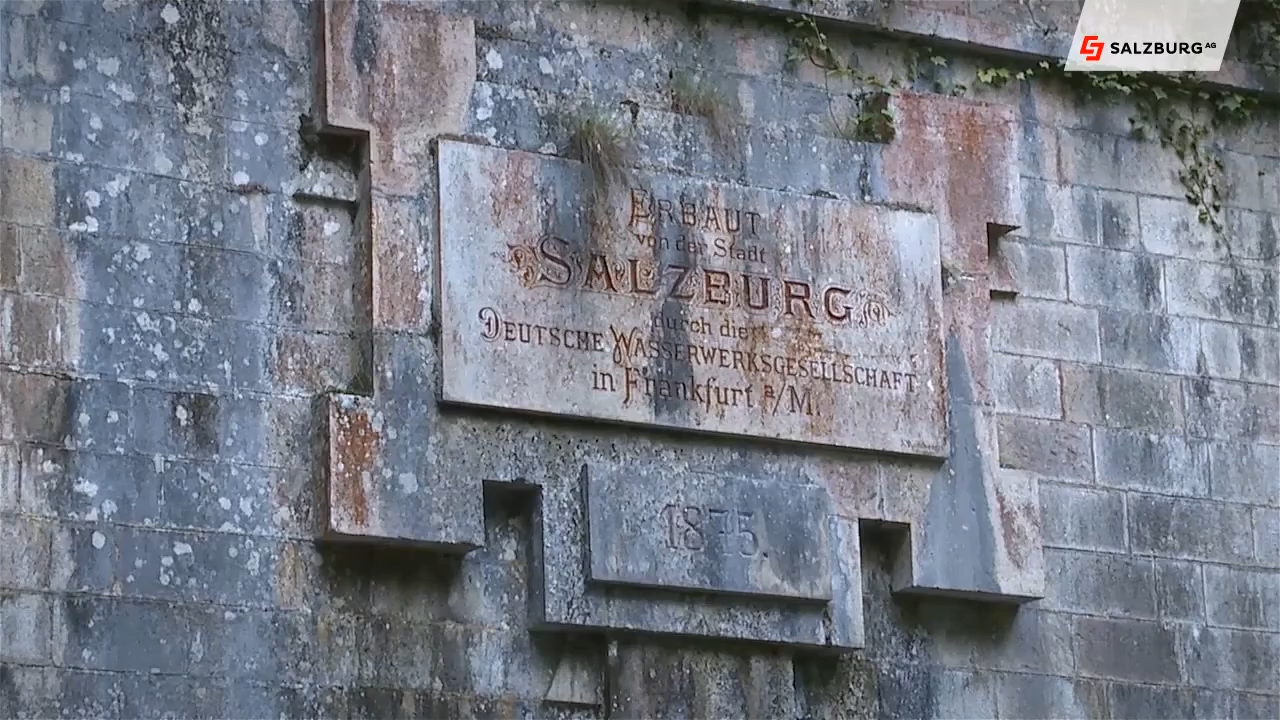 SALZBURG AG
ERBAUT
von der Stadt
SALZBURG
durch die
DEUTSCHE WASSERWERKSGESELLSCHAFT
in Frankfurt a/M.
1875.